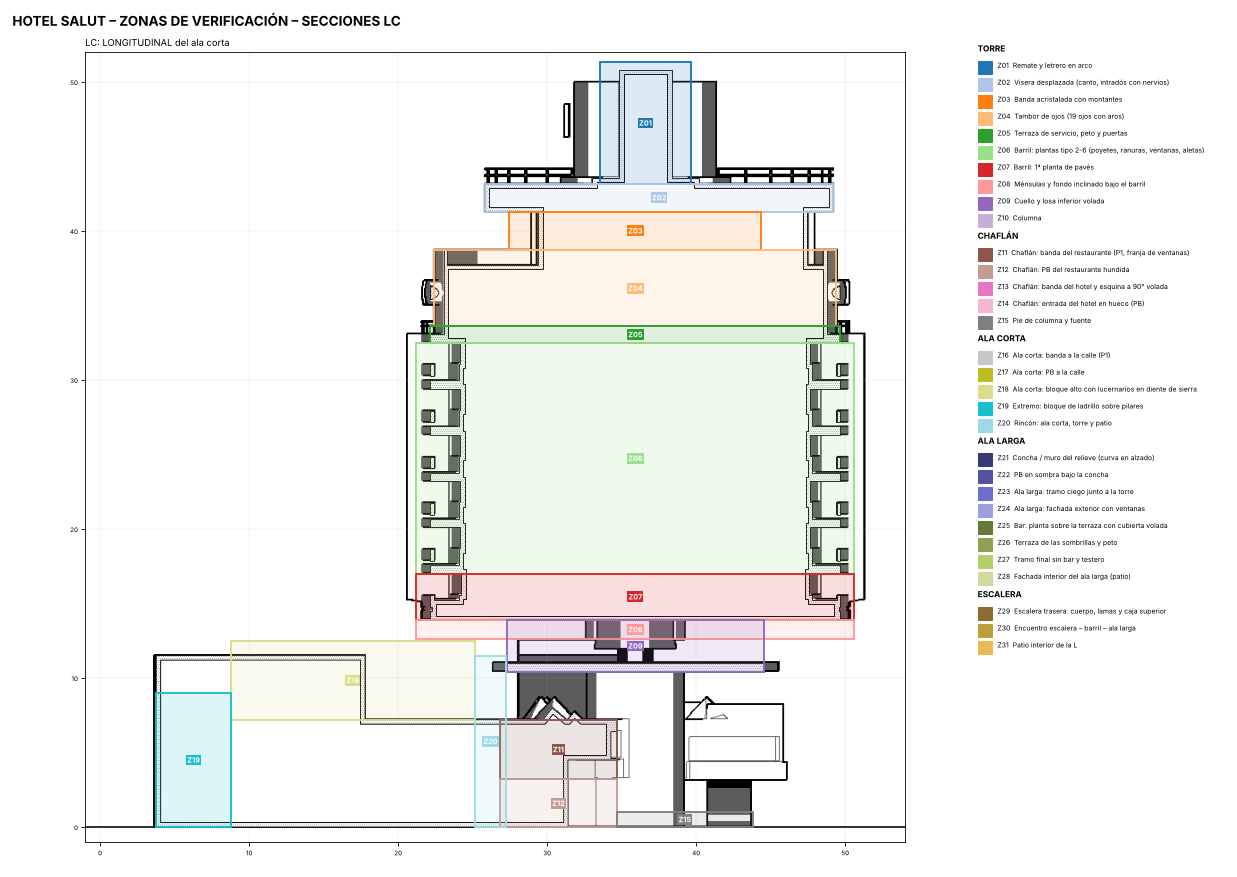 HOTEL SALUT – ZONAS DE VERIFICACIÓN – SECCIONES LC
LC: LONGITUDINAL del ala corta
50
40
30
20
10
0
0
10
20
30
40
50
Z01
Z02
Z03
Z04
Z05
Z06
Z07
Z08
Z09
Z18
Z20
Z11
Z19
Z12
Z15
TORRE
Z01 Remate y letrero en arco
Z02 Visera desplazada (canto, intradós con nervios)
Z03 Banda acristalada con montantes
Z04 Tambor de ojos (19 ojos con aros)
Z05 Terraza de servicio, peto y puertas
Z06 Barril: plantas tipo 2-6 (poyetes, ranuras, ventanas, aletas)
Z07 Barril: 1ª planta de pavés
Z08 Ménsulas y fondo inclinado bajo el barril
Z09 Cuello y losa inferior volada
Z10 Columna
CHAFLÁN
Z11 Chaflán: banda del restaurante (P1, franja de ventanas)
Z12 Chaflán: PB del restaurante hundida
Z13 Chaflán: banda del hotel y esquina a 90° volada
Z14 Chaflán: entrada del hotel en hueco (PB)
Z15 Pie de columna y fuente
ALA CORTA
Z16 Ala corta: banda a la calle (P1)
Z17 Ala corta: PB a la calle
Z18 Ala corta: bloque alto con lucernarios en diente de sierra
Z19 Extremo: bloque de ladrillo sobre pilares
Z20 Rincón: ala corta, torre y patio
ALA LARGA
Z21 Concha / muro del relieve (curva en alzado)
Z22 PB en sombra bajo la concha
Z23 Ala larga: tramo ciego junto a la torre
Z24 Ala larga: fachada exterior con ventanas
Z25 Bar: planta sobre la terraza con cubierta volada
Z26 Terraza de las sombrillas y peto
Z27 Tramo final sin bar y testero
Z28 Fachada interior del ala larga (patio)
ESCALERA
Z29 Escalera trasera: cuerpo, lamas y caja superior
Z30 Encuentro escalera – barril – ala larga
Z31 Patio interior de la L